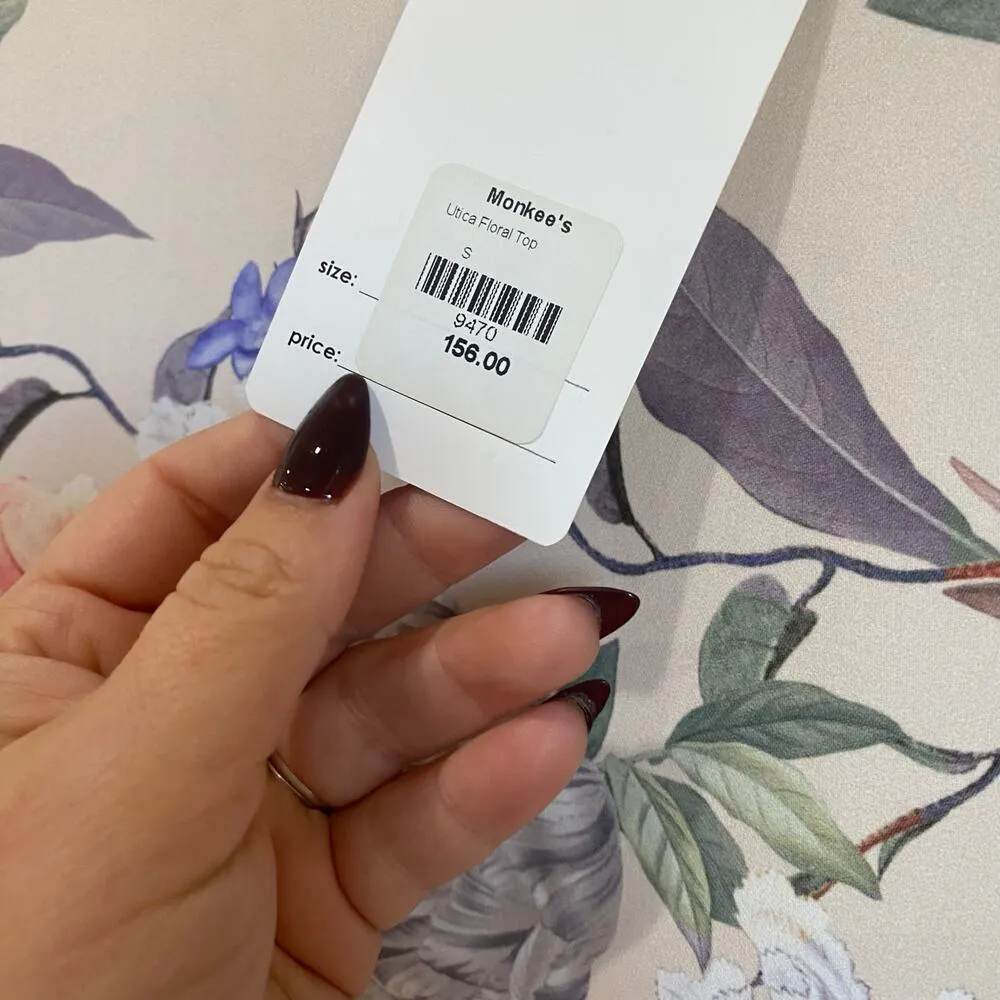 Monkee's
Utica Floral Top
S
size:
9470
price:
156.00